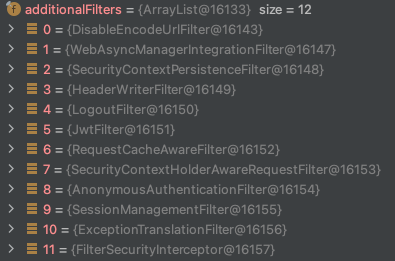 f additionalFilters = {ArrayList@16133} size = 12
0 = {DisableEncodeUrlFilter@16143}
1 = {WebAsyncManagerIntegrationFilter@16147}
2 = {SecurityContextPersistenceFilter@16148}
3 = {HeaderWriterFilter@16149}
4 = {LogoutFilter@16150}
5 = {JwtFilter@16151}
6 = {RequestCacheAwareFilter@16152}
7 = {SecurityContextHolderAwareRequestFilter@16153}
8 = {AnonymousAuthenticationFilter@16154}
9 = {SessionManagementFilter@16155}
10 = {ExceptionTranslationFilter@16156}
11 = {FilterSecurityInterceptor@16157}